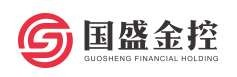 国盛金控
GUOSHENG FINANCIAL HOLDING